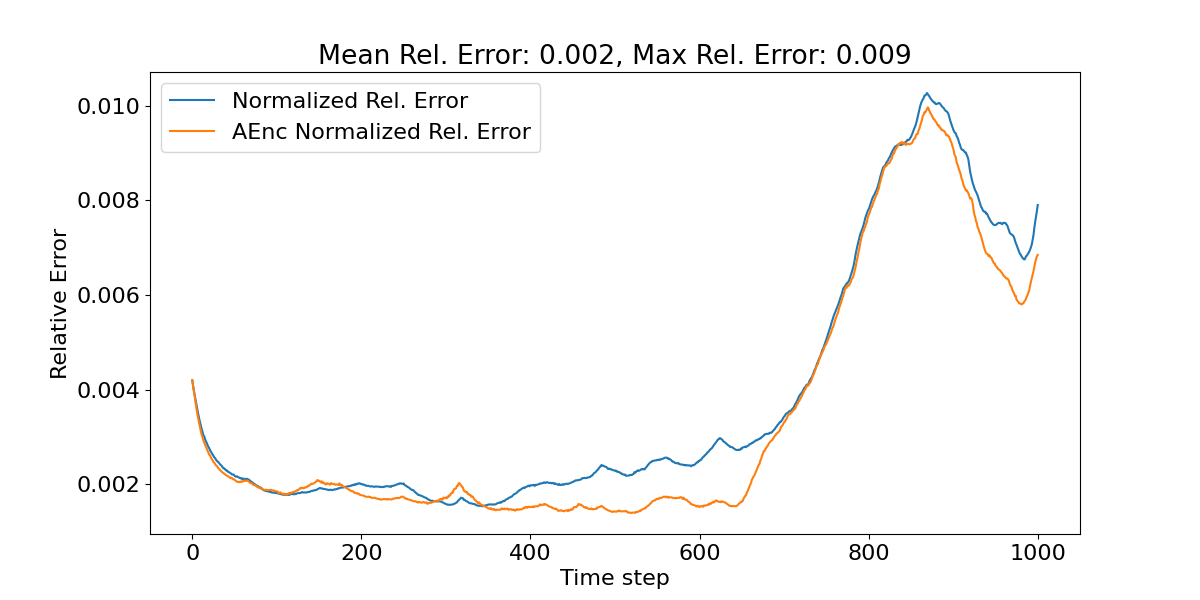 Mean Rel. Error: 0.002, Max Rel. Error: 0.009
Normalized Rel. Error
AEnc Normalized Rel. Error
Relative Error
0.010
0.008
0.006
0.004
0.002
0 200 400 600 800 1000
Time step